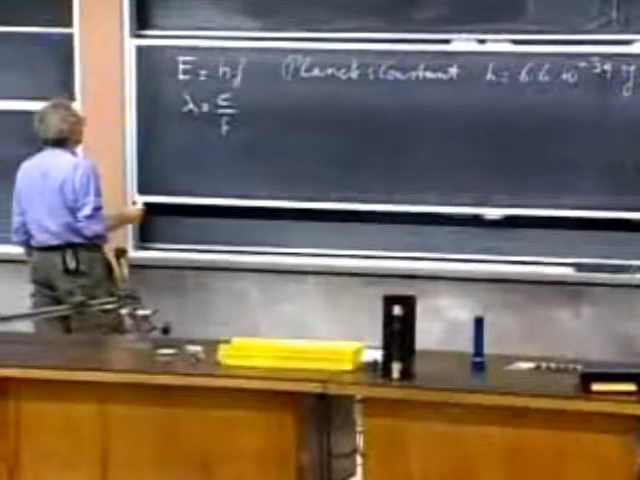 E = hf (Planck's Constant h = 6.6 10⁻³⁴ J
λ = c/f